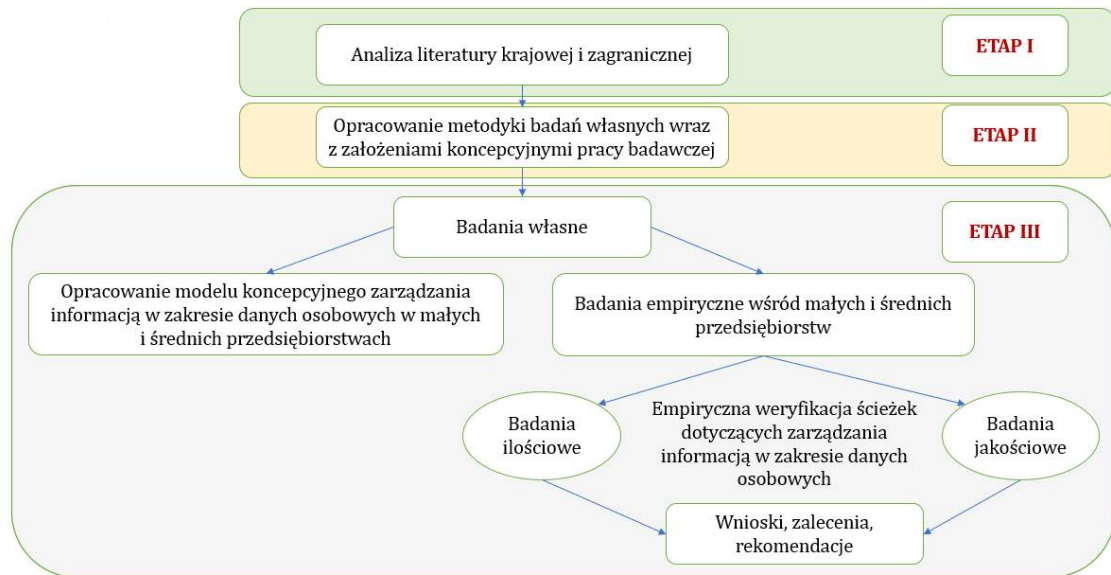 Analiza literatury krajowej i zagranicznej
ETAP I
Opracowanie metodyki badań własnych wraz
z założeniami koncepcyjnymi pracy badawczej
ETAP II
Badania własne
ETAP III
Opracowanie modelu koncepcyjnego zarządzania
informacją w zakresie danych osobowych w małych
i średnich przedsiębiorstwach
Badania empiryczne wśród małych i średnich
przedsiębiorstw
Badania
ilościowe
Empiryczna weryfikacja ścieżek
dotyczących zarządzania
informacją w zakresie danych
osobowych
Badania
jakościowe
Wnioski, zalecenia,
rekomendacje